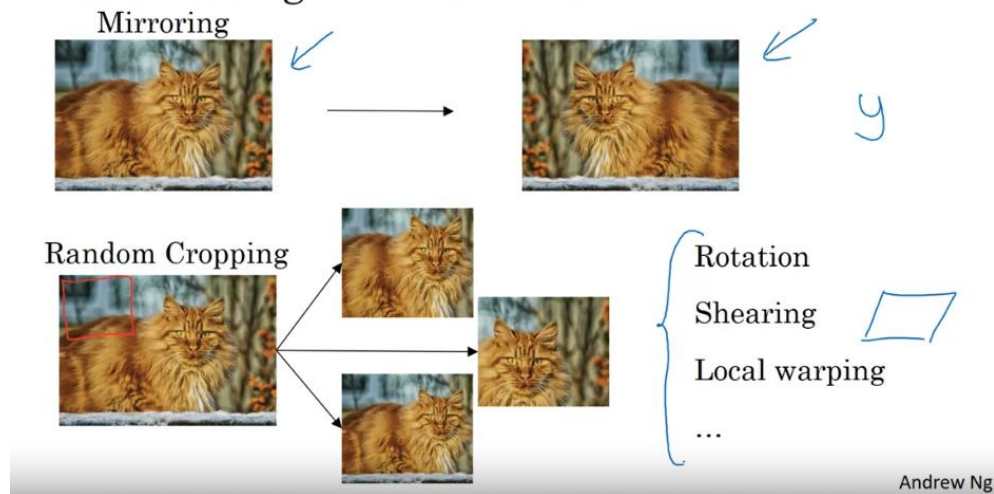 Mirroring
y
Random Cropping
Rotation
Shearing
Local warping
...
Andrew Ng